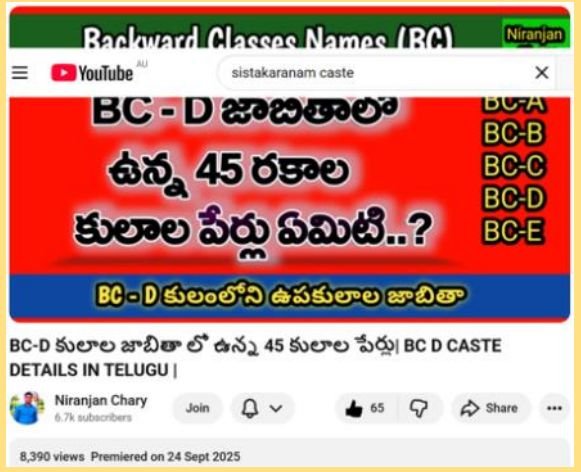 Backward Classes Names (BC)
Niranjan
YouTube AU
sistakaranam caste
BC - D జాబితాలో
ఉన్న 45 రకాల
కులాల పేర్లు ఏమిటి..?
BC-A
BC-B
BC-C
BC-D
BC-E
BC - D కులంలోని ఉపకులాల జాబితా
BC-D కులాల జాబితా లో ఉన్న 45 కులాల పేర్లు| BC D CASTE
DETAILS IN TELUGU |
Niranjan Chary
6.7k subscribers
Join
65
Share
8,390 views Premiered on 24 Sept 2025